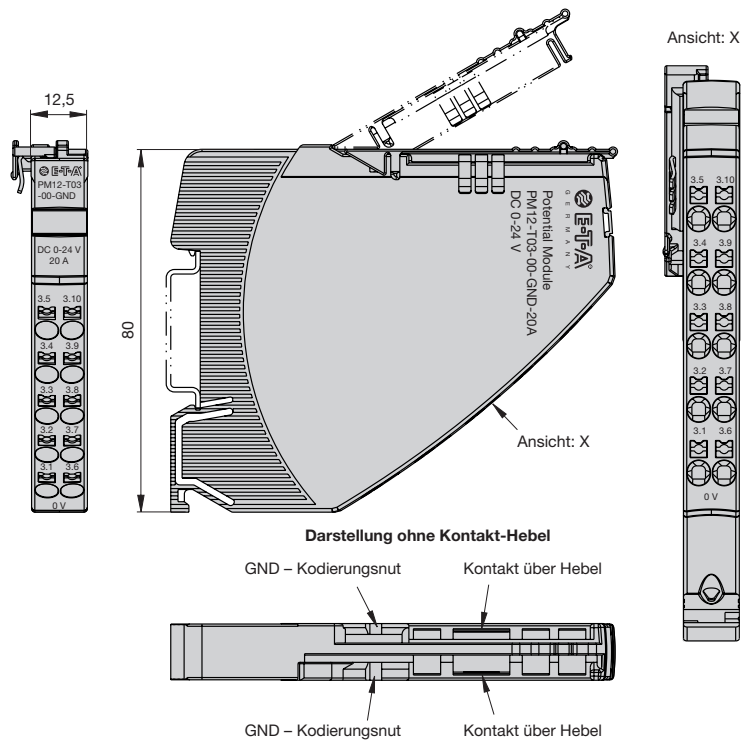 Ansicht: X
12,5
E-T-A
PM12-T03
-00-GND
DC 0-24 V
20 A
3.5 3.10
3.4 3.9
3.3 3.8
3.2 3.7
3.1 3.6
0 V
80
E-T-A®
GERMANY
Potential Module
PM12-T03-00-GND-20A
DC 0-24 V
Ansicht: X
3.5 3.10
3.4 3.9
3.3 3.8
3.2 3.7
3.1 3.6
0 V
Darstellung ohne Kontakt-Hebel
GND – Kodierungsnut Kontakt über Hebel
GND – Kodierungsnut Kontakt über Hebel